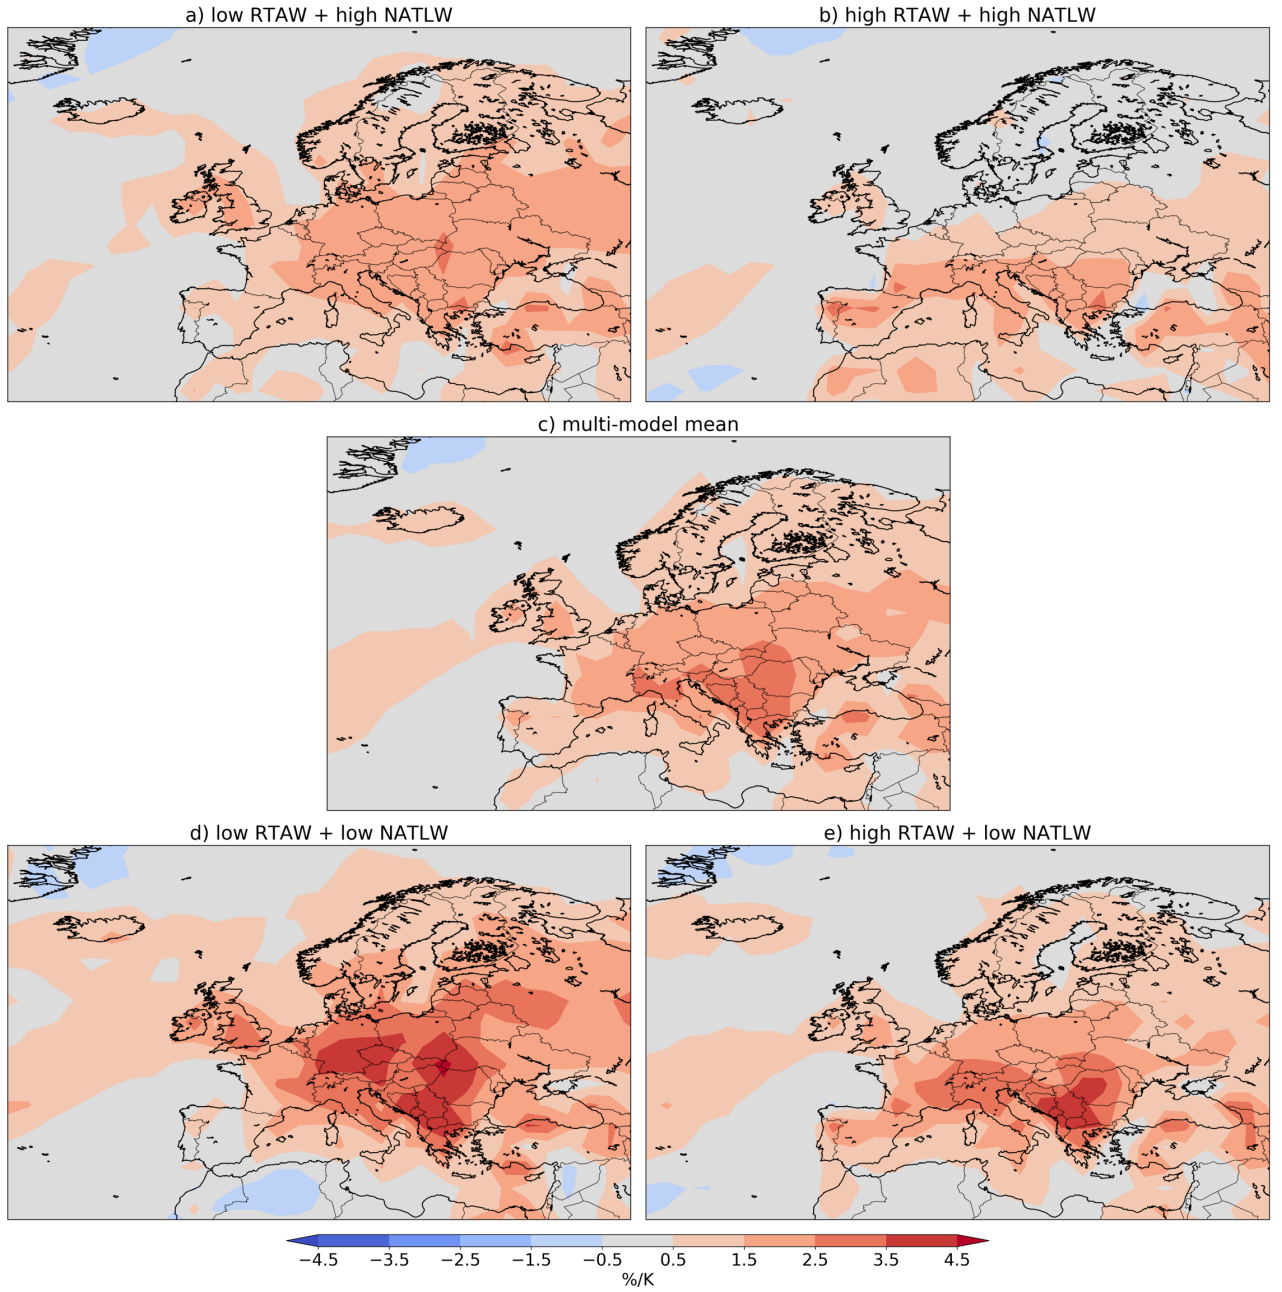 a) low RTAW + high NATLW
b) high RTAW + high NATLW
c) multi-model mean
d) low RTAW + low NATLW
e) high RTAW + low NATLW
−4.5 −3.5 −2.5 −1.5 −0.5 0.5 1.5 2.5 3.5 4.5
%/K